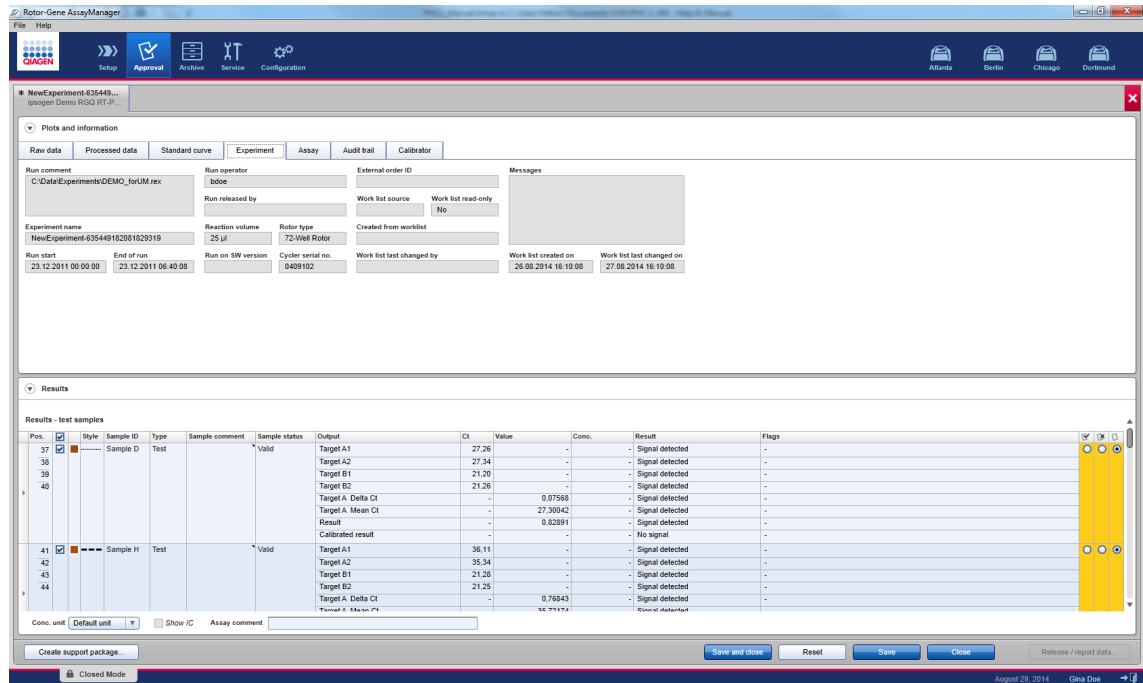 Rotor-Gene AssayManager
File Help
QIAGEN
Setup Approval Archive Service Configuration
Atlanta Berlin Chicago Dortmund
* NewExperiment-635449...
ipsogen Demo RGQ RT-P...
Plots and information
Raw data Processed data Standard curve Experiment Assay Audit trail Calibrator
Run comment Run operator External order ID Messages
C:\Data\Experiments\DEMO_forUM.rex bdoe
Run released by Work list source Work list read-only
No
Experiment name Reaction volume Rotor type Created from worklist
NewExperiment-635449182081829319 25 µl 72-Well Rotor
Run start End of run Run on SW version Cycler serial no. Work list last changed by Work list created on Work list last changed on
23.12.2011 00:00:00 23.12.2011 06:40:08 0409102 26.08.2014 16:10:08 27.08.2014 16:10:08
Results
Results - test samples
Pos. Style Sample ID Type Sample comment Sample status Output Ct Value Conc. Result Flags
37 Sample D Test Valid Target A1 27,26 - - Signal detected -
38 Target A2 27,34 - - Signal detected -
39 Target B1 21,20 - - Signal detected -
40 Target B2 21,26 - - Signal detected -
Target A Delta Ct - 0,07568 - Signal detected -
Target A Mean Ct - 27,30042 - Signal detected -
Result - 0,82891 - Signal detected -
Calibrated result - - - No signal -
41 Sample H Test Valid Target A1 36,11 - - Signal detected -
42 Target A2 35,34 - - Signal detected -
43 Target B1 21,28 - - Signal detected -
44 Target B2 21,25 - - Signal detected -
Target A Delta Ct - 0,76843 - Signal detected -
Target A Mean Ct 35,72174 Signal detected
Conc. unit Default unit Show IC Assay comment
Create support package... Save and close Reset Save Close Release / report data...
Closed Mode August 29, 2014 Gina Doe